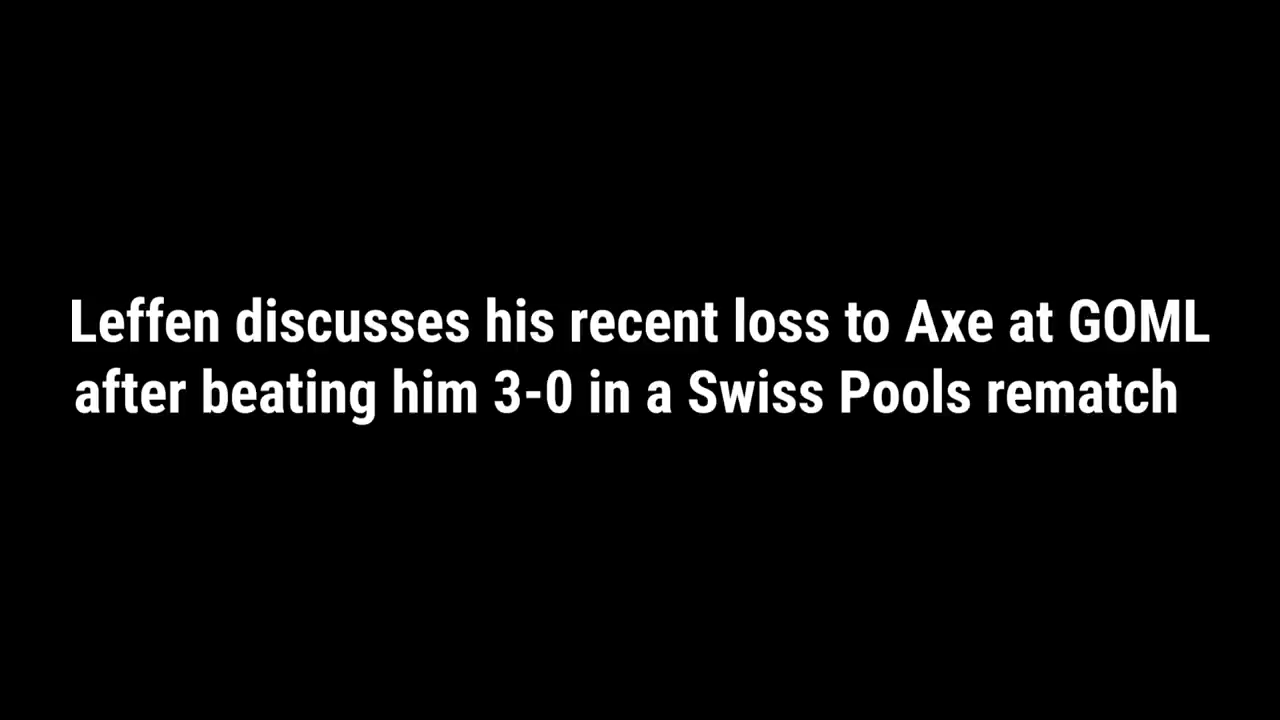 Leffen discusses his recent loss to Axe at GOML
after beating him 3-0 in a Swiss Pools rematch